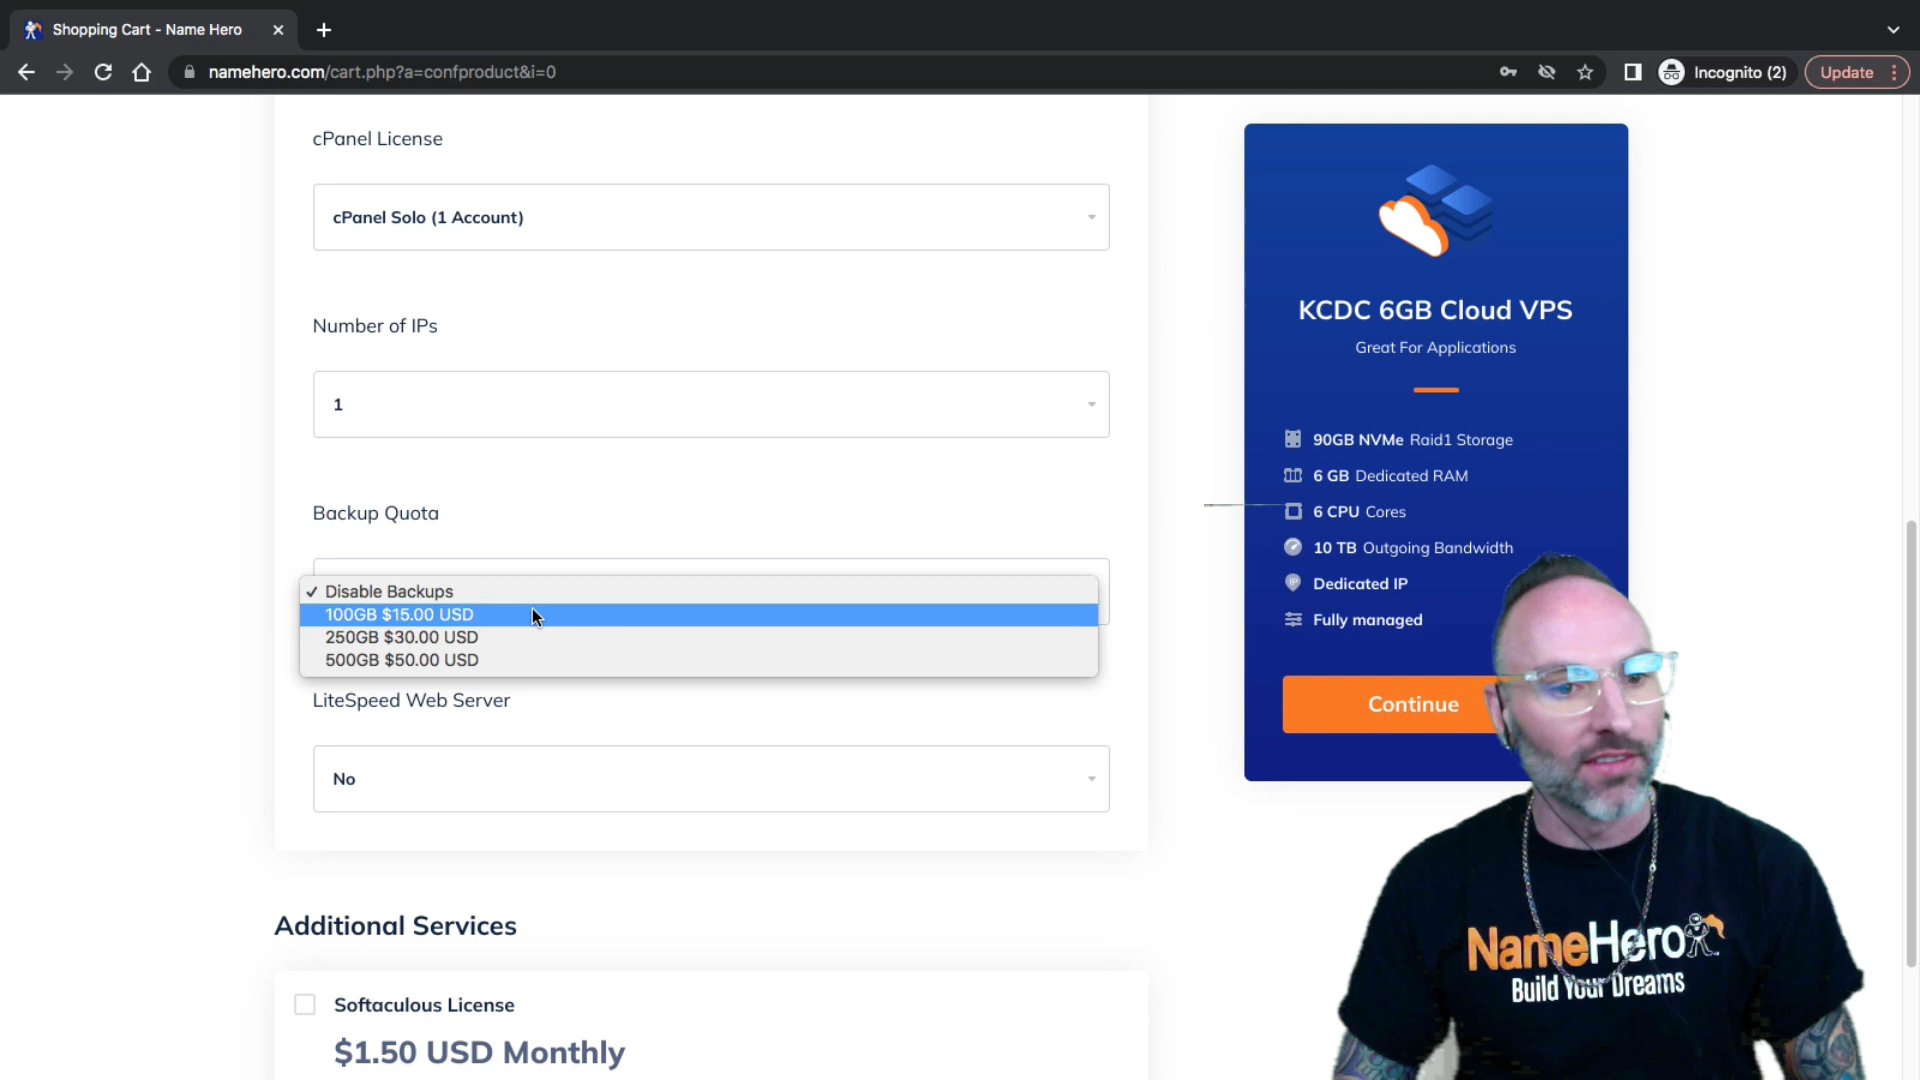 Shopping Cart - Name Hero
namehero.com/cart.php?a=confproduct&i=0
Incognito (2)
Update
cPanel License
cPanel Solo (1 Account)
Number of IPs
1
Backup Quota
Disable Backups
100GB $15.00 USD
250GB $30.00 USD
500GB $50.00 USD
LiteSpeed Web Server
No
Additional Services
Softaculous License
$1.50 USD Monthly
KCDC 6GB Cloud VPS
Great For Applications
90GB NVMe Raid1 Storage
6 GB Dedicated RAM
6 CPU Cores
10 TB Outgoing Bandwidth
IP
Dedicated IP
Fully managed
Continue
NameHero
Build Your Dreams